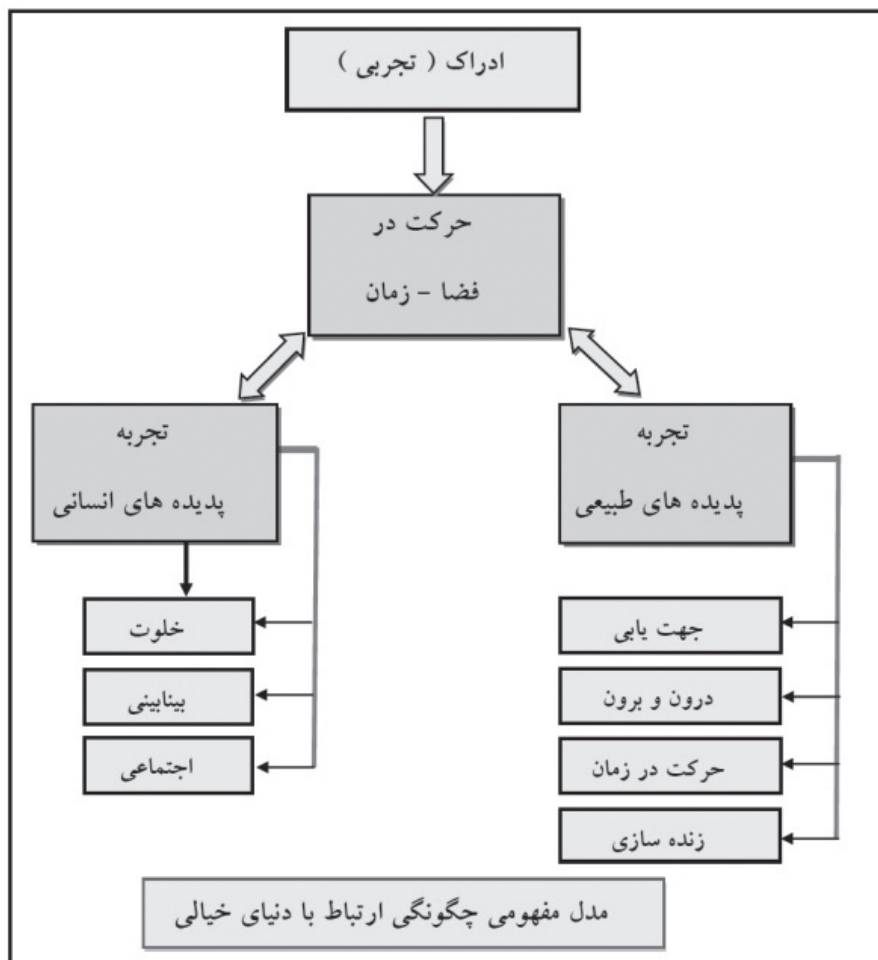 ادراک ( تجربی )
حرکت در
فضا – زمان
تجربه
پدیده های طبیعی
جهت یابی
درون و برون
حرکت در زمان
زنده سازی
تجربه
پدیده های انسانی
خلوت
بینابینی
اجتماعی
مدل مفهومی چگونگی ارتباط با دنیای خیالی